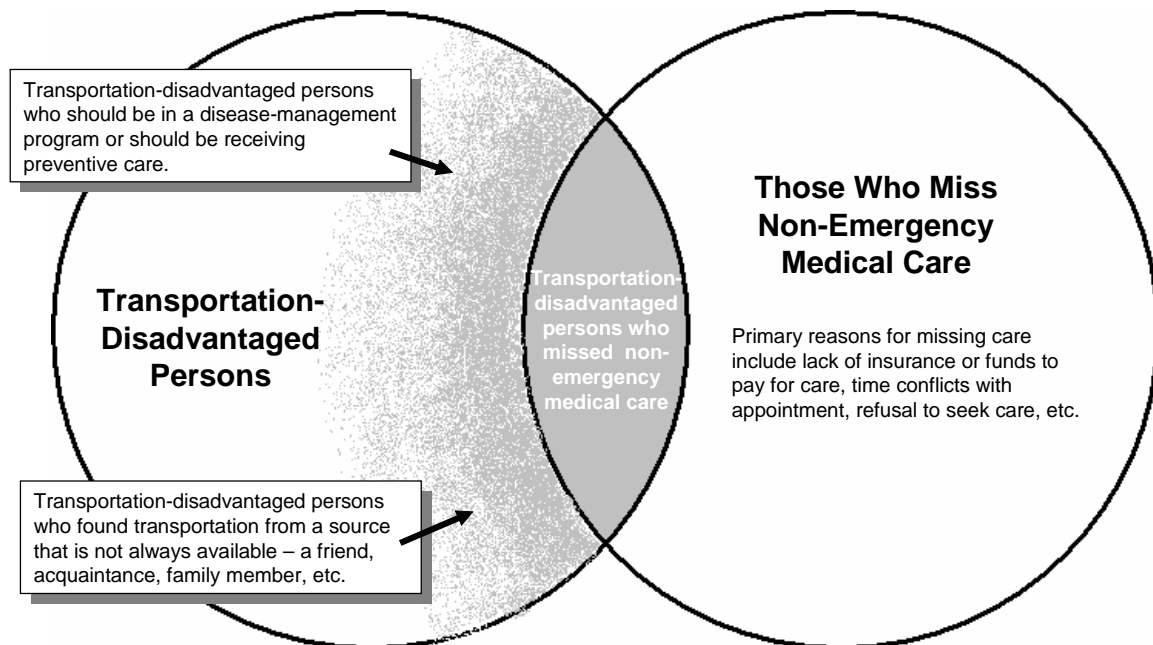 Transportation-disadvantaged persons
who should be in a disease-management
program or should be receiving
preventive care.
Transportation-
Disadvantaged
Persons
Transportation-disadvantaged persons
who found transportation from a source
that is not always available – a friend,
acquaintance, family member, etc.
Transportation-
disadvantaged
persons who
missed non-
emergency
medical care
Those Who Miss
Non-Emergency
Medical Care
Primary reasons for missing care
include lack of insurance or funds to
pay for care, time conflicts with
appointment, refusal to seek care, etc.